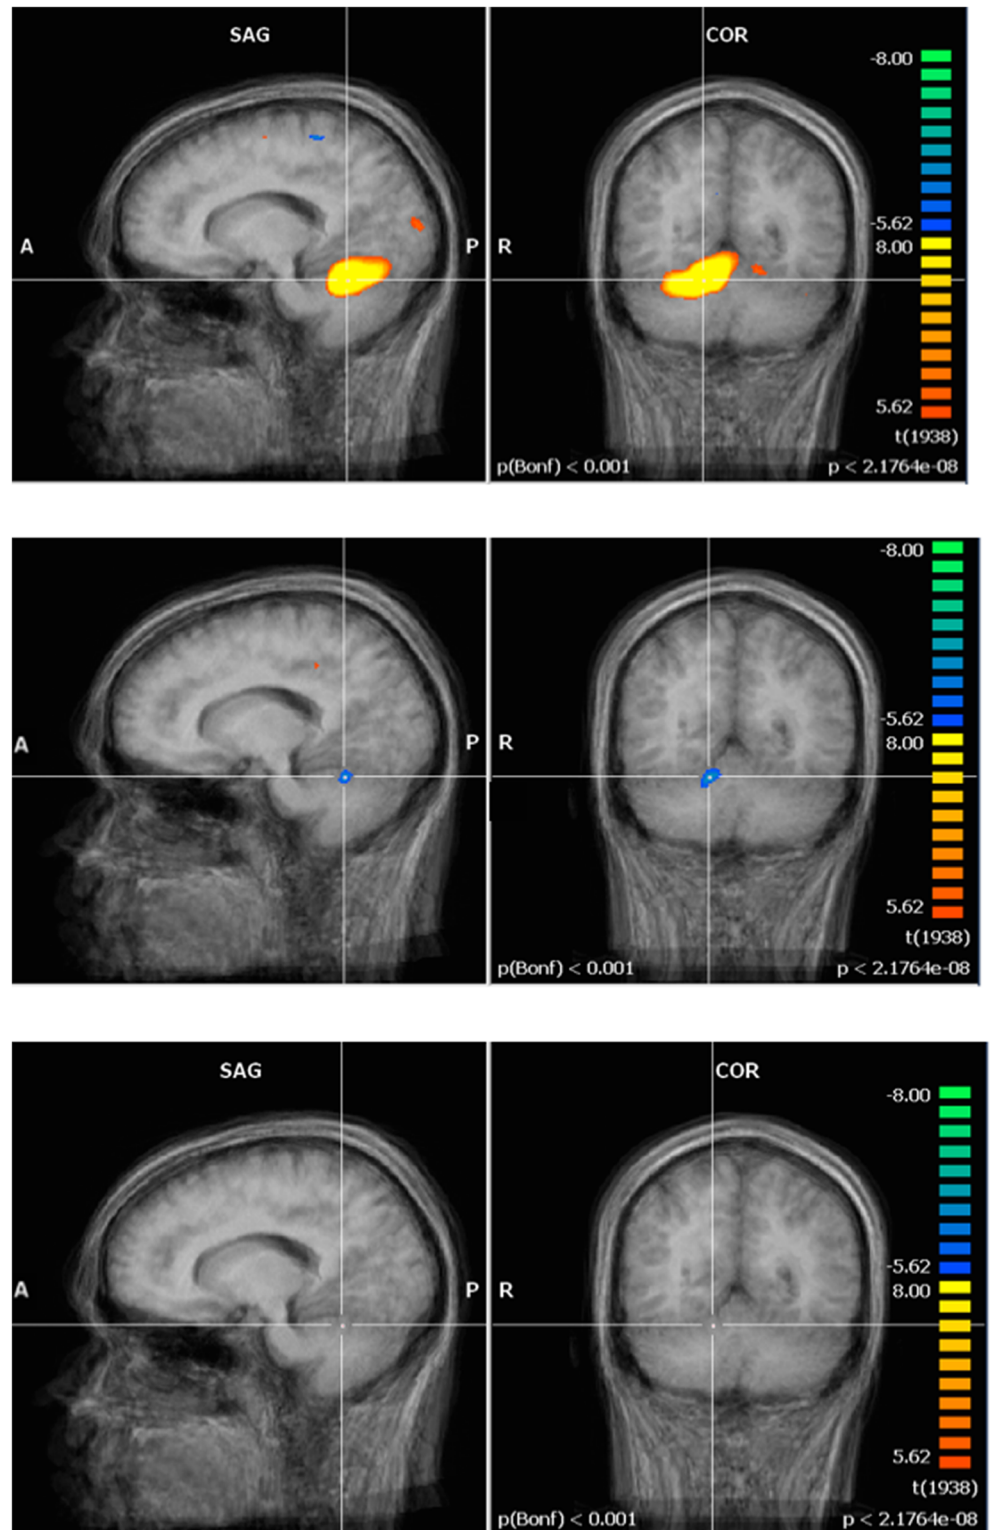 SAG
COR
-8.00
A
P
R
-5.62
8.00
5.62
t(1938)
p(Bonf) < 0.001
p < 2.1764e-08
-8.00
A
P
R
-5.62
8.00
5.62
t(1938)
p(Bonf) < 0.001
p < 2.1764e-08
SAG
COR
-8.00
A
P
R
-5.62
8.00
5.62
t(1938)
p(Bonf) < 0.001
p < 2.1764e-08